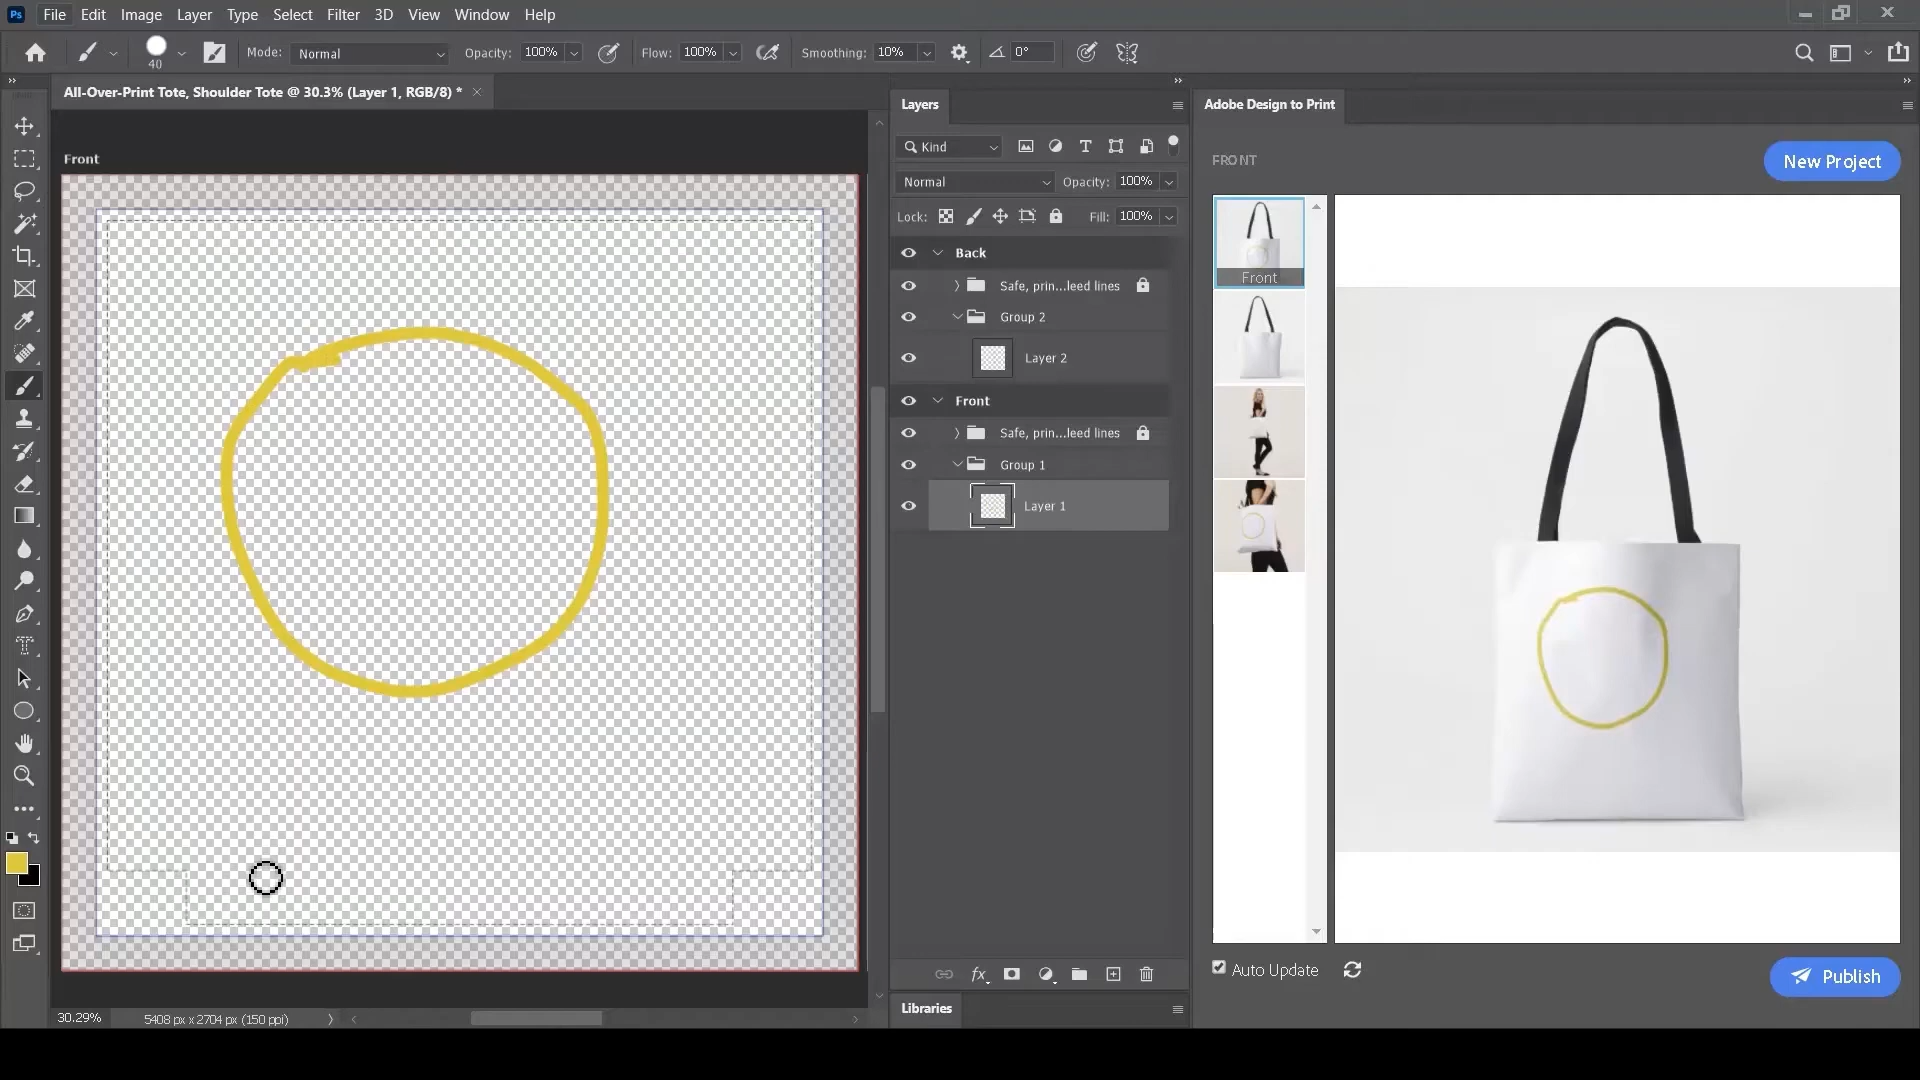 Ps File Edit Image Layer Type Select Filter 3D View Window Help
40 Mode: Normal Opacity: 100% Flow: 100% Smoothing: 10% 0°
All-Over-Print Tote, Shoulder Tote @ 30.3% (Layer 1, RGB/8) *
Front
Layers
Kind
Normal Opacity: 100%
Lock: Fill: 100%
Back
Safe, prin...leed lines
Group 2
Layer 2
Front
Safe, prin...leed lines
Group 1
Layer 1
fx
Libraries
Adobe Design to Print
FRONT New Project
Front
Auto Update Publish
30.29% 5408 px x 2704 px (150 ppi)